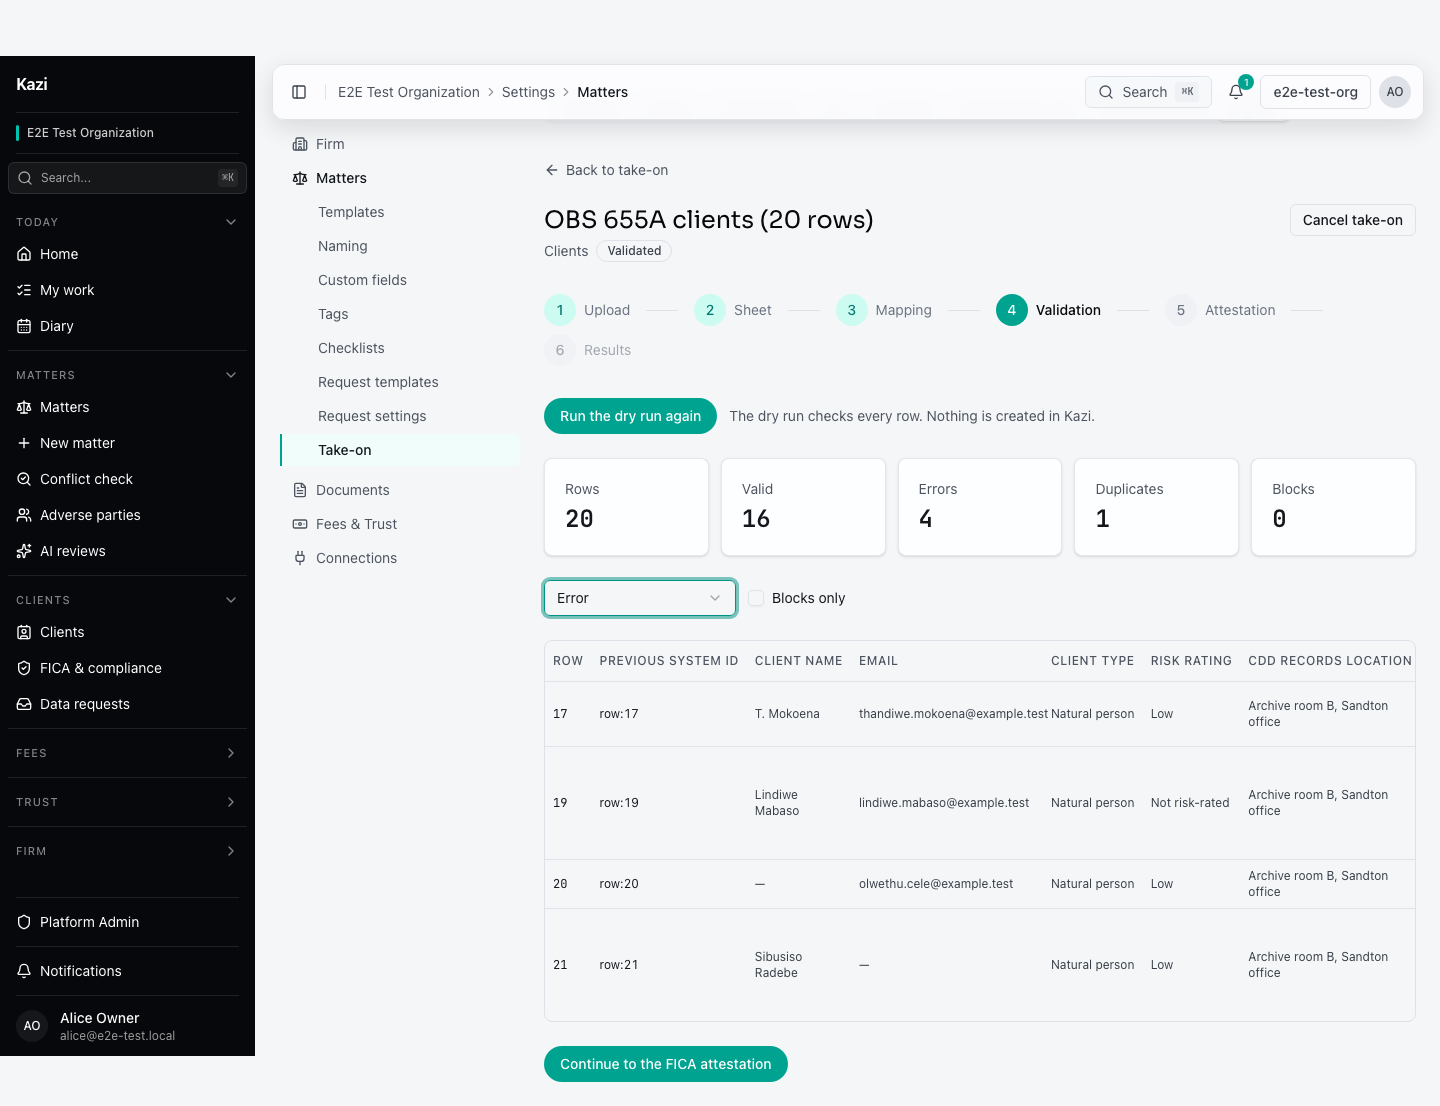 Kazi
E2E Test Organization
Search...
⌘K
TODAY
Home
My work
Diary
MATTERS
Matters
New matter
Conflict check
Adverse parties
AI reviews
CLIENTS
Clients
FICA & compliance
Data requests
FEES
TRUST
FIRM
Platform Admin
Notifications
AO
Alice Owner
alice@e2e-test.local
E2E Test Organization > Settings > Matters
Search ⌘K
1
e2e-test-org
AO
Firm
Matters
Templates
Naming
Custom fields
Tags
Checklists
Request templates
Request settings
Take-on
Documents
Fees & Trust
Connections
Back to take-on
OBS 655A clients (20 rows)
Cancel take-on
Clients Validated
1 Upload 2 Sheet 3 Mapping 4 Validation 5 Attestation
6 Results
Run the dry run again The dry run checks every row. Nothing is created in Kazi.
Rows Valid Errors Duplicates Blocks
20 16 4 1 0
Error Blocks only
ROW PREVIOUS SYSTEM ID CLIENT NAME EMAIL CLIENT TYPE RISK RATING CDD RECORDS LOCATION
17 row:17 T. Mokoena thandiwe.mokoena@example.test Natural person Low Archive room B, Sandton
office
19 row:19 Lindiwe lindiwe.mabaso@example.test Natural person Not risk-rated Archive room B, Sandton
Mabaso office
20 row:20 — olwethu.cele@example.test Natural person Low Archive room B, Sandton
office
21 row:21 Sibusiso — Natural person Low Archive room B, Sandton
Radebe office
Continue to the FICA attestation